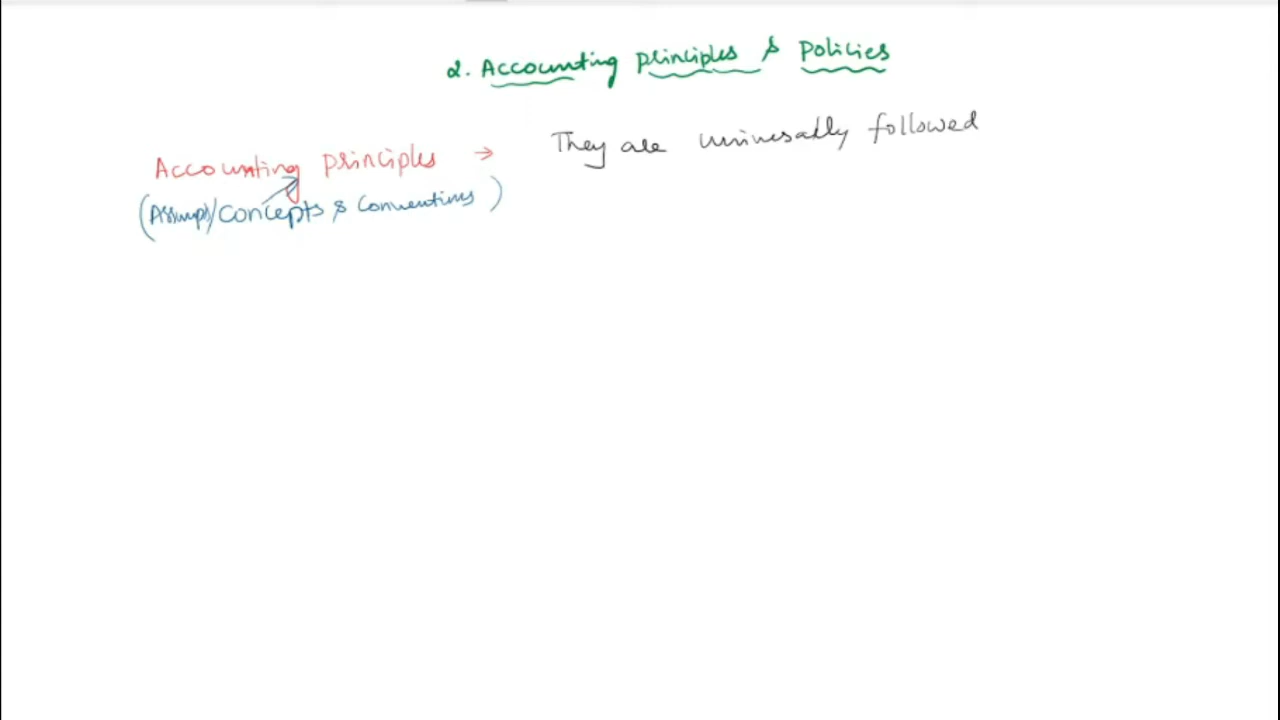 2. Accounting principles & Policies
Accounting principles → They are universally followed
(Assump/Concepts & Conventions)